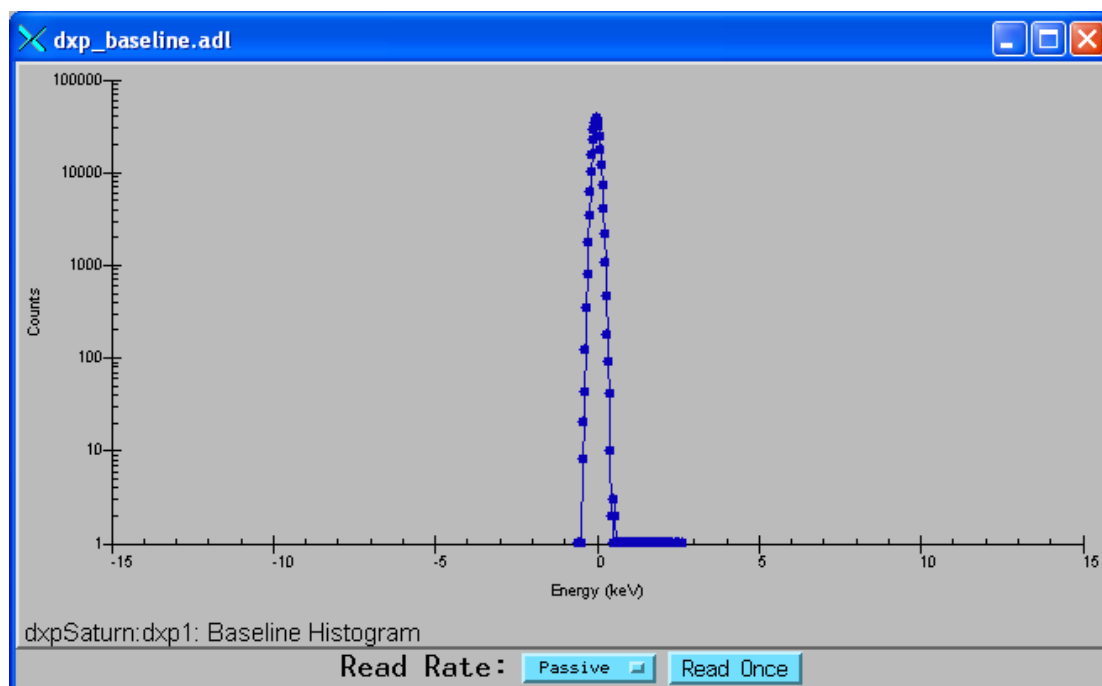 dxp_baseline.adl
100000
10000
1000
100
10
1
Counts
-15 -10 -5 0 5 10 15
Energy (keV)
dxpSaturn:dxp1: Baseline Histogram
Read Rate: Passive Read Once